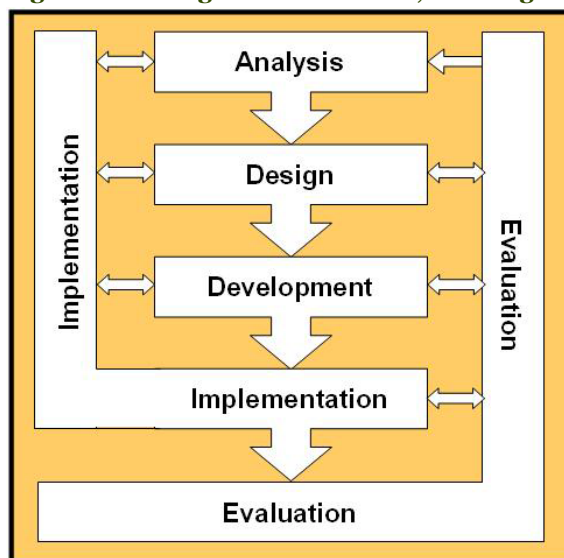 Analysis
Design
Implementation
Evaluation
Development
Implementation
Evaluation